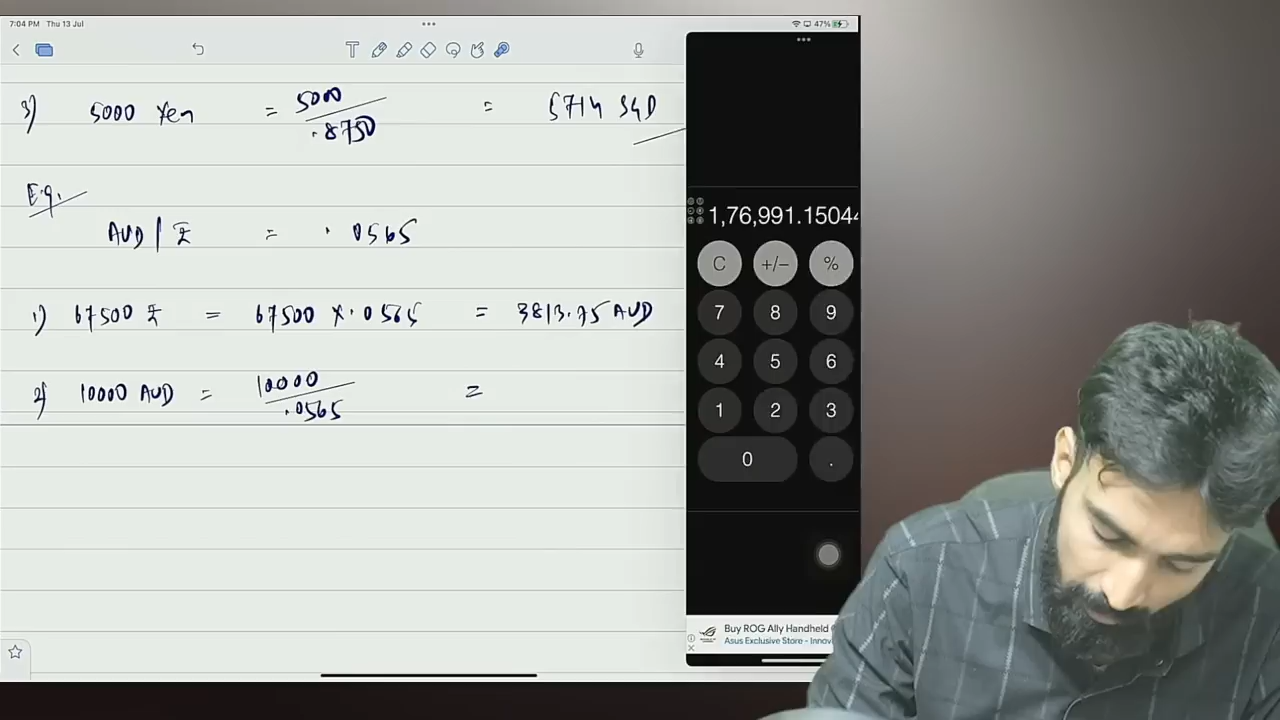 7:04 PM Thu 13 Jul
47%
3) 5000 Yen = 5000 / .8750 = 5714 SGD
Eg.
AUD | ₹ = .0565
1) 67500 ₹ = 67500 x .0565 = 3813.75 AUD
2) 10000 AUD = 10000 / .0565 =
1,76,991.15044
C +/− %
7 8 9
4 5 6
1 2 3
0 .
Buy ROG Ally Handheld
Asus Exclusive Store - Innov